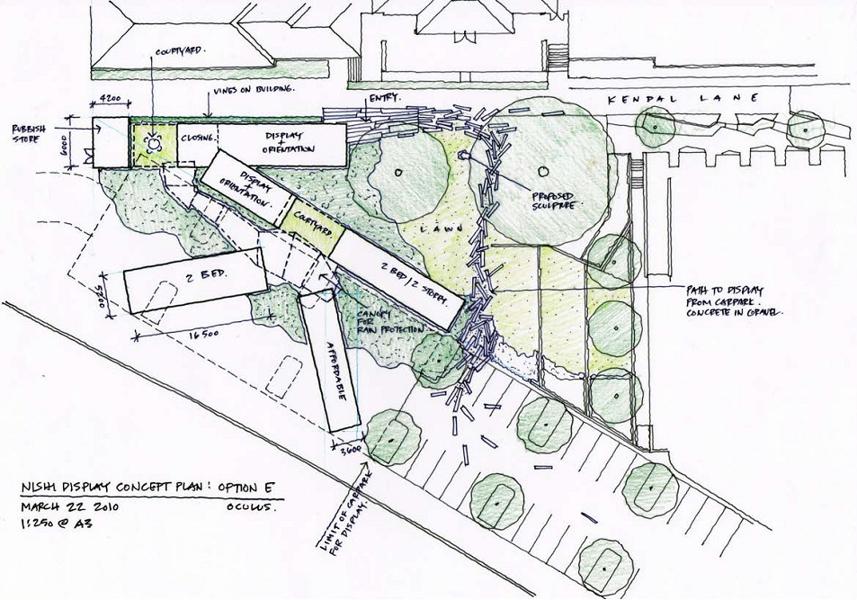 COURTYARD.
VINES ON BUILDING.
ENTRY.
KENDAL LANE
4200
RUBBISH
STORE
6000
CLOSING.
DISPLAY
+
ORIENTATION
DISPLAY
+
ORIENTATION.
COURTYARD
LAWN
PROPOSED
SCULPTURE
2 BED.
2 BED/2 STOREY.
5200
16500
CANOPY
FOR
RAIN PROTECTION
PATH TO DISPLAY
FROM CARPARK.
CONCRETE IN GRAVEL.
AFFORDABLE
3600
LIMIT OF CARPARK
FOR DISPLAY.
NISHI DISPLAY CONCEPT PLAN: OPTION E
MARCH 22 2010 OCULUS.
1:250 @ A3